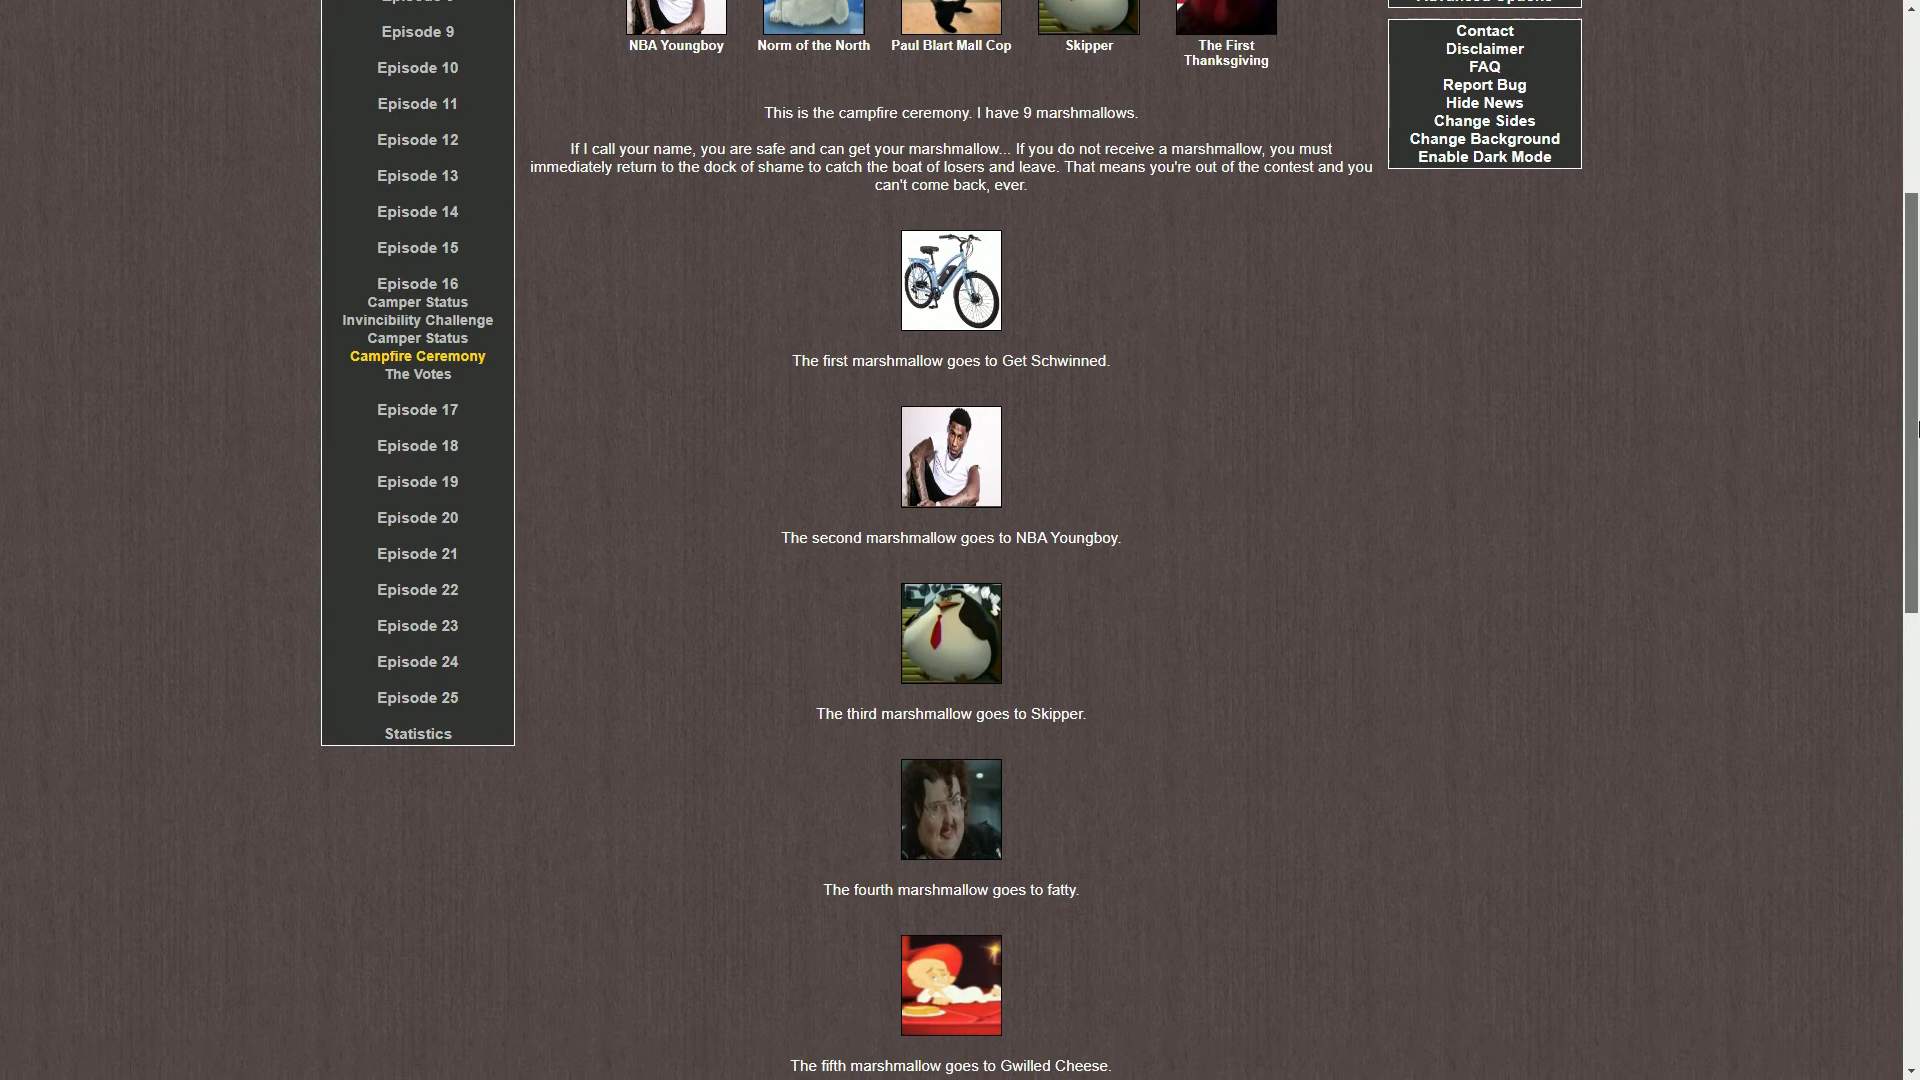 Episode 9
Episode 10
Episode 11
Episode 12
Episode 13
Episode 14
Episode 15
Episode 16
Camper Status
Invincibility Challenge
Camper Status
Campfire Ceremony
The Votes
Episode 17
Episode 18
Episode 19
Episode 20
Episode 21
Episode 22
Episode 23
Episode 24
Episode 25
Statistics
NBA Youngboy
Norm of the North
Paul Blart Mall Cop
Skipper
The First
Thanksgiving
This is the campfire ceremony. I have 9 marshmallows.
If I call your name, you are safe and can get your marshmallow... If you do not receive a marshmallow, you must
immediately return to the dock of shame to catch the boat of losers and leave. That means you're out of the contest and you
can't come back, ever.
The first marshmallow goes to Get Schwinned.
The second marshmallow goes to NBA Youngboy.
The third marshmallow goes to Skipper.
The fourth marshmallow goes to fatty.
The fifth marshmallow goes to Gwilled Cheese.
Contact
Disclaimer
FAQ
Report Bug
Hide News
Change Sides
Change Background
Enable Dark Mode